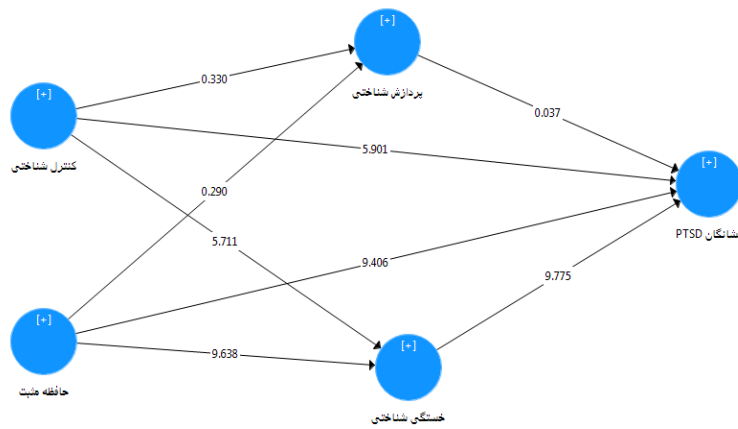 [+]
پردازش شناختی
[+]
کنترل شناختی
0.330
0.037
5.901
[+]
نشانگان PTSD
0.290
5.711
9.406
9.775
[+]
حافظه مثبت
9.638
[+]
خستگی شناختی